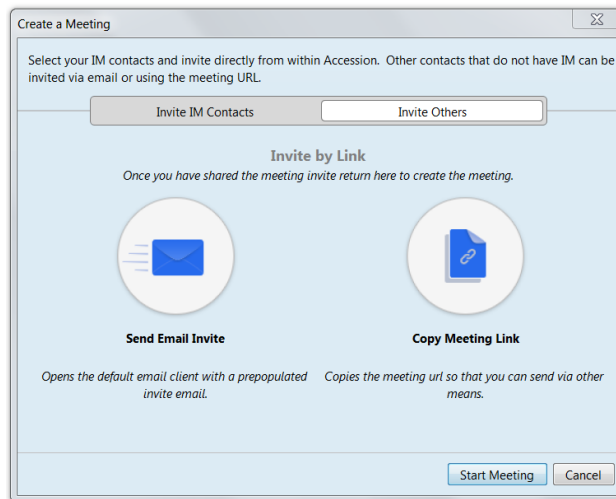 Create a Meeting
Select your IM contacts and invite directly from within Accession.  Other contacts that do not have IM can be
invited via email or using the meeting URL.
Invite IM Contacts
Invite Others
Invite by Link
Once you have shared the meeting invite return here to create the meeting.
Send Email Invite
Copy Meeting Link
Opens the default email client with a prepopulated
invite email.
Copies the meeting url so that you can send via other
means.
Start Meeting
Cancel